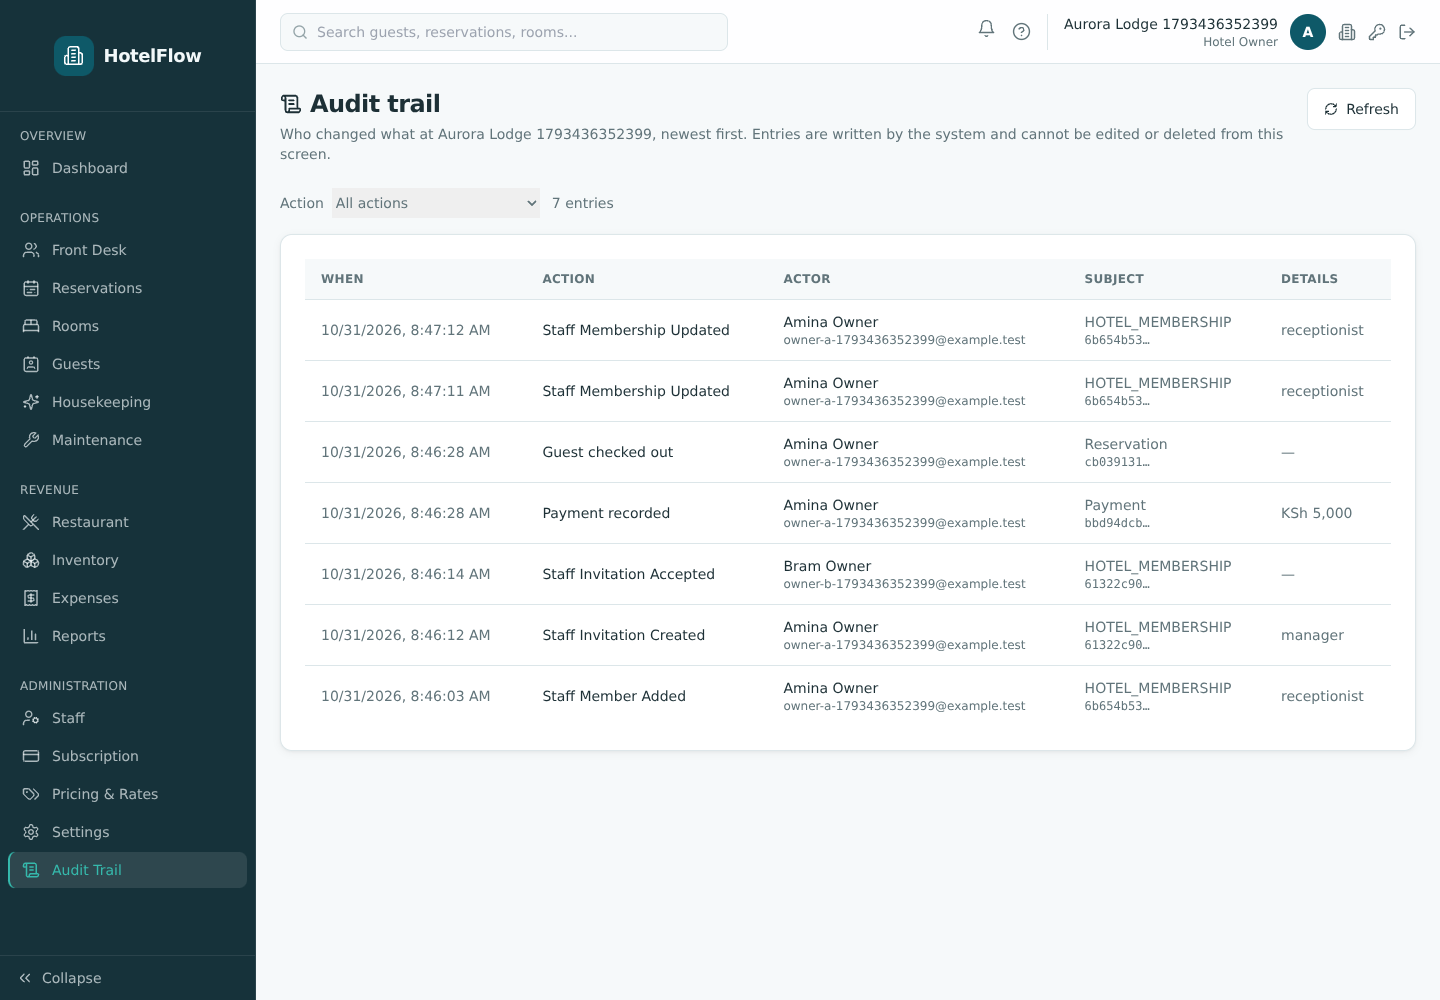 HotelFlow
OVERVIEW
Dashboard
OPERATIONS
Front Desk
Reservations
Rooms
Guests
Housekeeping
Maintenance
REVENUE
Restaurant
Inventory
Expenses
Reports
ADMINISTRATION
Staff
Subscription
Pricing & Rates
Settings
Audit Trail
Collapse
Search guests, reservations, rooms...
Aurora Lodge 1793436352399
Hotel Owner
A
Audit trail
Who changed what at Aurora Lodge 1793436352399, newest first. Entries are written by the system and cannot be edited or deleted from this
screen.
Refresh
Action All actions 7 entries
WHEN ACTION ACTOR SUBJECT DETAILS
10/31/2026, 8:47:12 AM Staff Membership Updated Amina Owner HOTEL_MEMBERSHIP receptionist
owner-a-1793436352399@example.test 6b654b53…
10/31/2026, 8:47:11 AM Staff Membership Updated Amina Owner HOTEL_MEMBERSHIP receptionist
owner-a-1793436352399@example.test 6b654b53…
10/31/2026, 8:46:28 AM Guest checked out Amina Owner Reservation —
owner-a-1793436352399@example.test cb039131…
10/31/2026, 8:46:28 AM Payment recorded Amina Owner Payment KSh 5,000
owner-a-1793436352399@example.test bbd94dcb…
10/31/2026, 8:46:14 AM Staff Invitation Accepted Bram Owner HOTEL_MEMBERSHIP —
owner-b-1793436352399@example.test 61322c90…
10/31/2026, 8:46:12 AM Staff Invitation Created Amina Owner HOTEL_MEMBERSHIP manager
owner-a-1793436352399@example.test 61322c90…
10/31/2026, 8:46:03 AM Staff Member Added Amina Owner HOTEL_MEMBERSHIP receptionist
owner-a-1793436352399@example.test 6b654b53…